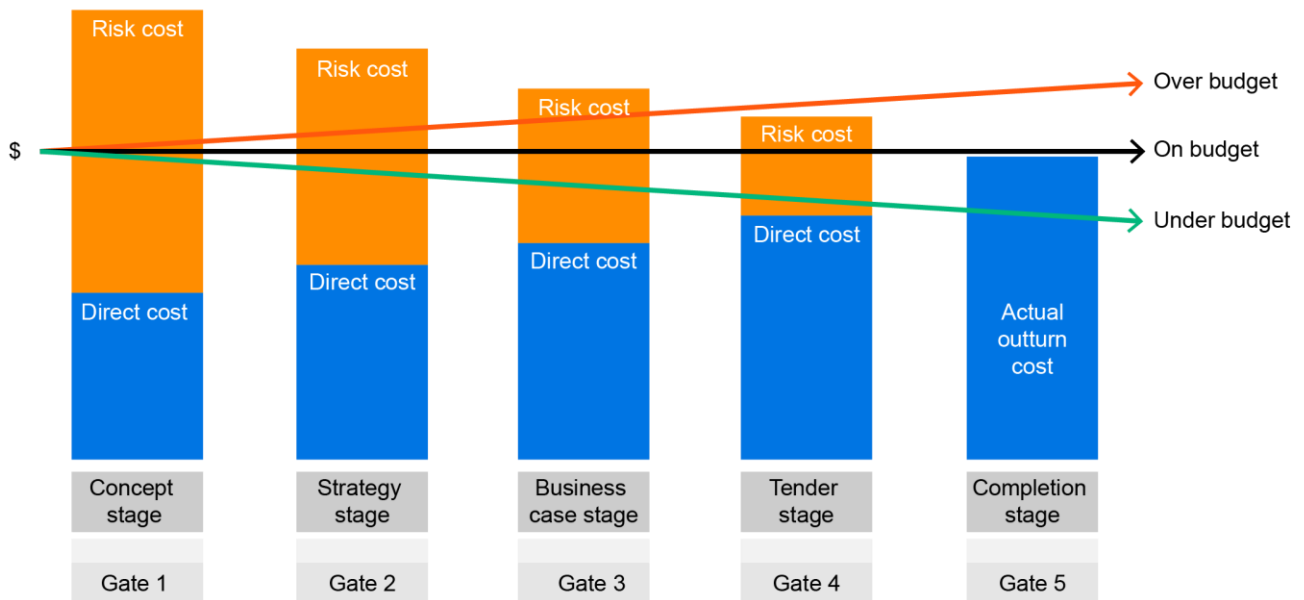 Risk cost
Risk cost
Risk cost
Risk cost
Over budget
$
On budget
Under budget
Direct cost
Direct cost
Direct cost
Direct cost
Actual
outturn
cost
Concept
stage
Strategy
stage
Business
case stage
Tender
stage
Completion
stage
Gate 1
Gate 2
Gate 3
Gate 4
Gate 5